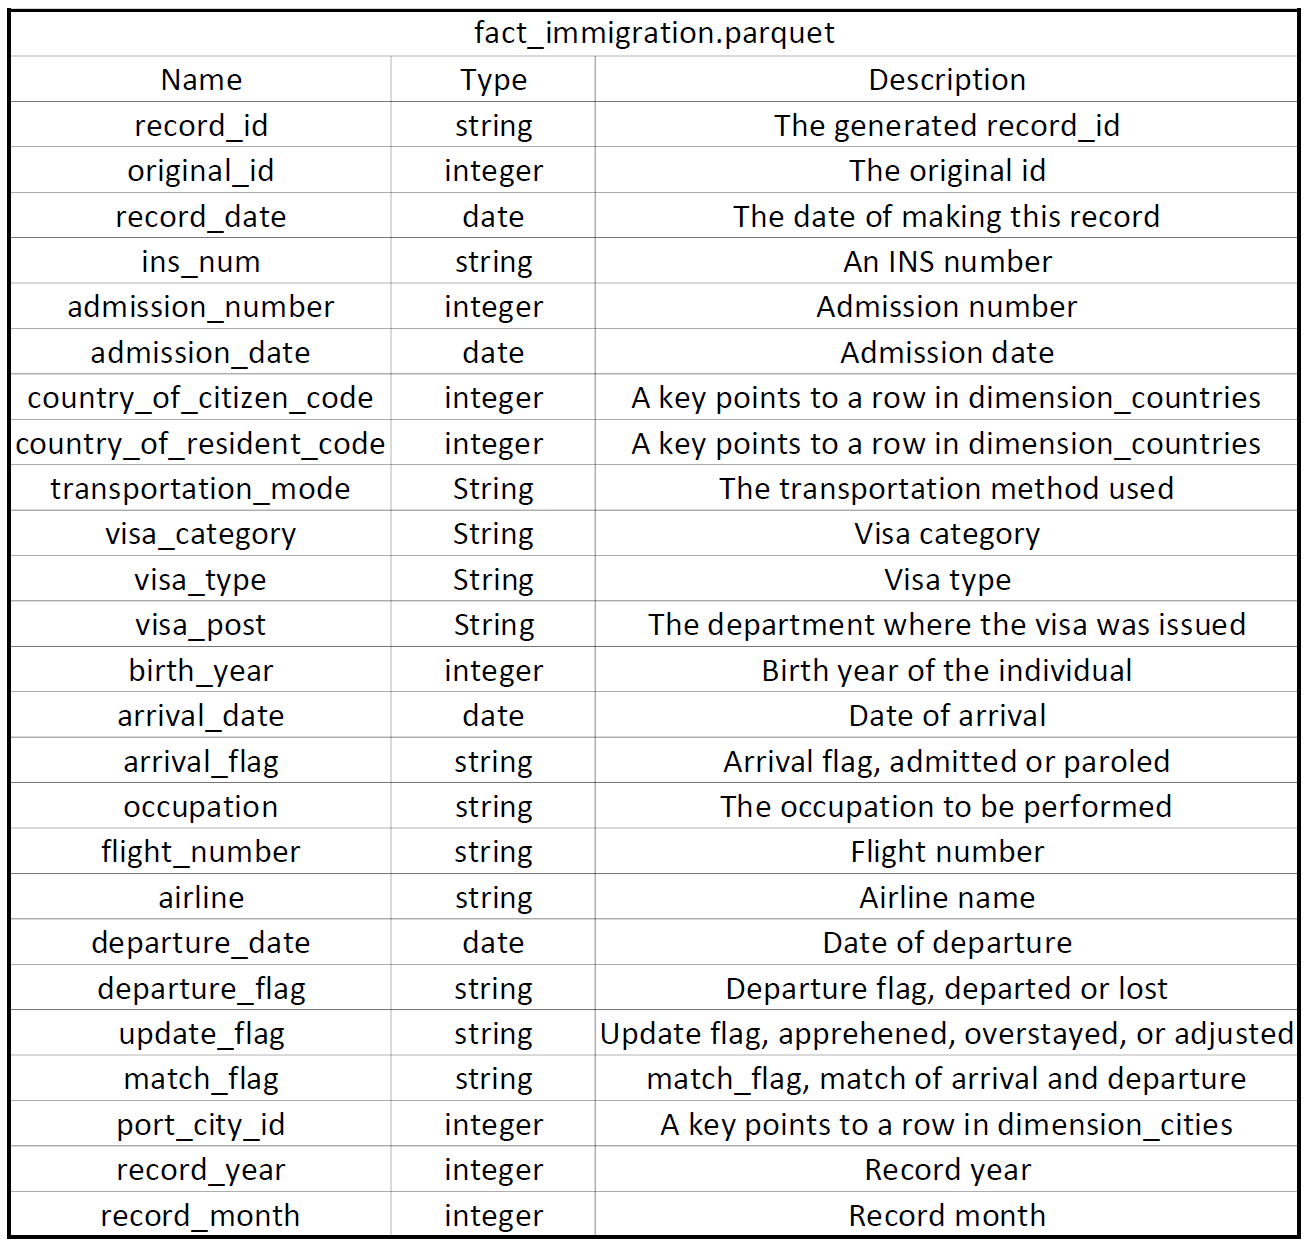 fact_immigration.parquet
Name Type Description
record_id string The generated record_id
original_id integer The original id
record_date date The date of making this record
ins_num string An INS number
admission_number integer Admission number
admission_date date Admission date
country_of_citizen_code integer A key points to a row in dimension_countries
country_of_resident_code integer A key points to a row in dimension_countries
transportation_mode String The transportation method used
visa_category String Visa category
visa_type String Visa type
visa_post String The department where the visa was issued
birth_year integer Birth year of the individual
arrival_date date Date of arrival
arrival_flag string Arrival flag, admitted or paroled
occupation string The occupation to be performed
flight_number string Flight number
airline string Airline name
departure_date date Date of departure
departure_flag string Departure flag, departed or lost
update_flag string Update flag, apprehened, overstayed, or adjusted
match_flag string match_flag, match of arrival and departure
port_city_id integer A key points to a row in dimension_cities
record_year integer Record year
record_month integer Record month